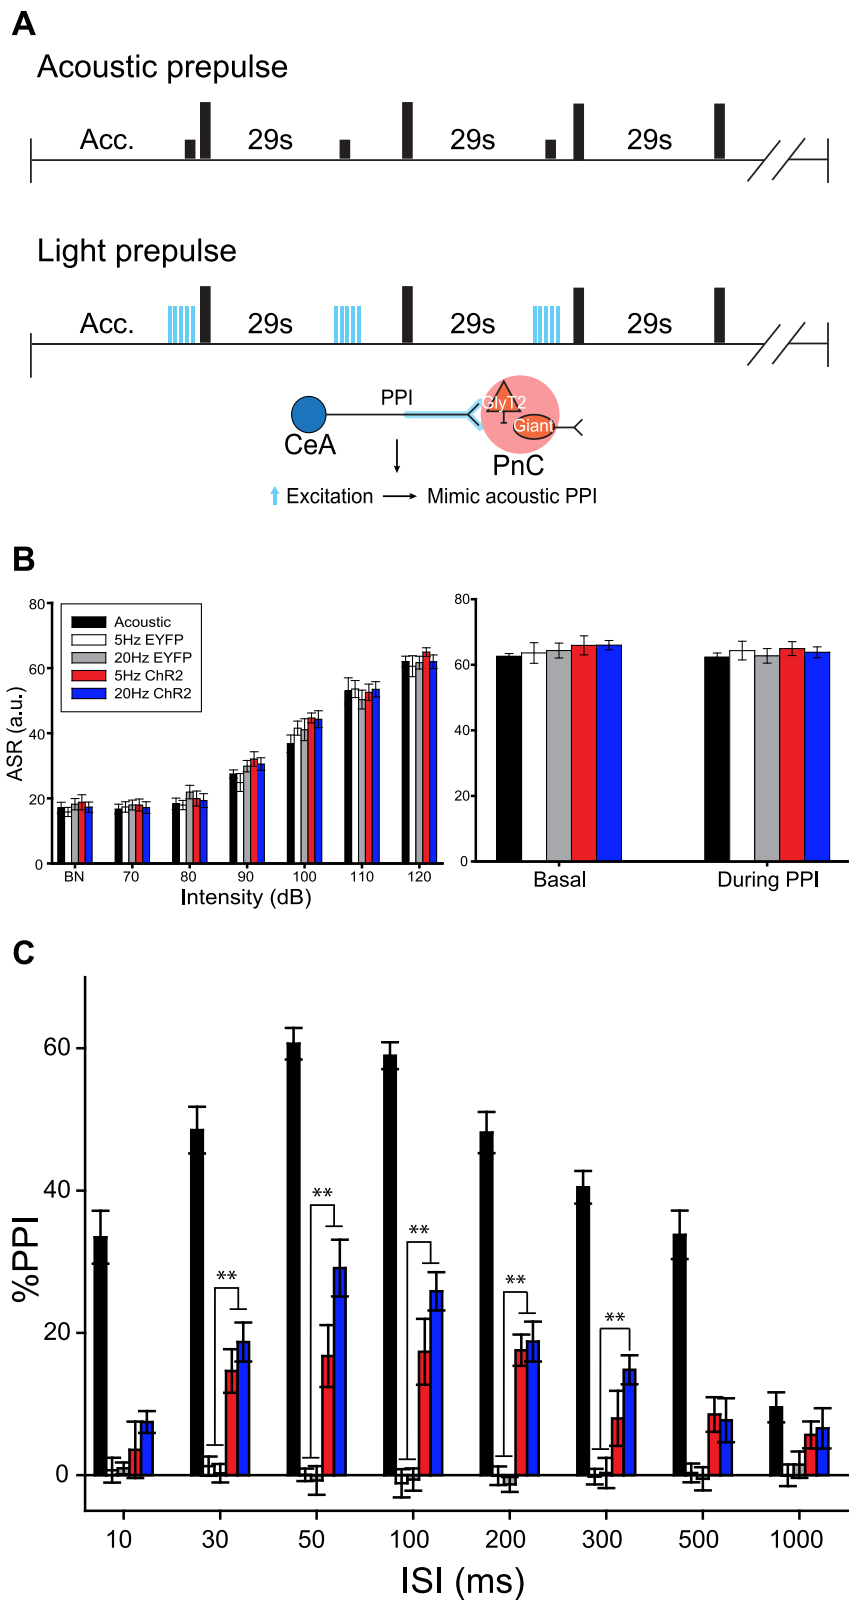 A
Acoustic prepulse
Acc. 29s 29s 29s
Light prepulse
Acc. 29s 29s 29s
PPI
GlyT2
Giant
CeA
PnC
Excitation
Mimic acoustic PPI
B
80
60
40
20
0
ASR (a.u.)
Acoustic
5Hz EYFP
20Hz EYFP
5Hz ChR2
20Hz ChR2
BN 70 80 90 100 110 120
Intensity (dB)
80
60
40
20
0
Basal During PPI
C
60
40
20
0
%PPI
**
**
**
**
**
10 30 50 100 200 300 500 1000
ISI (ms)